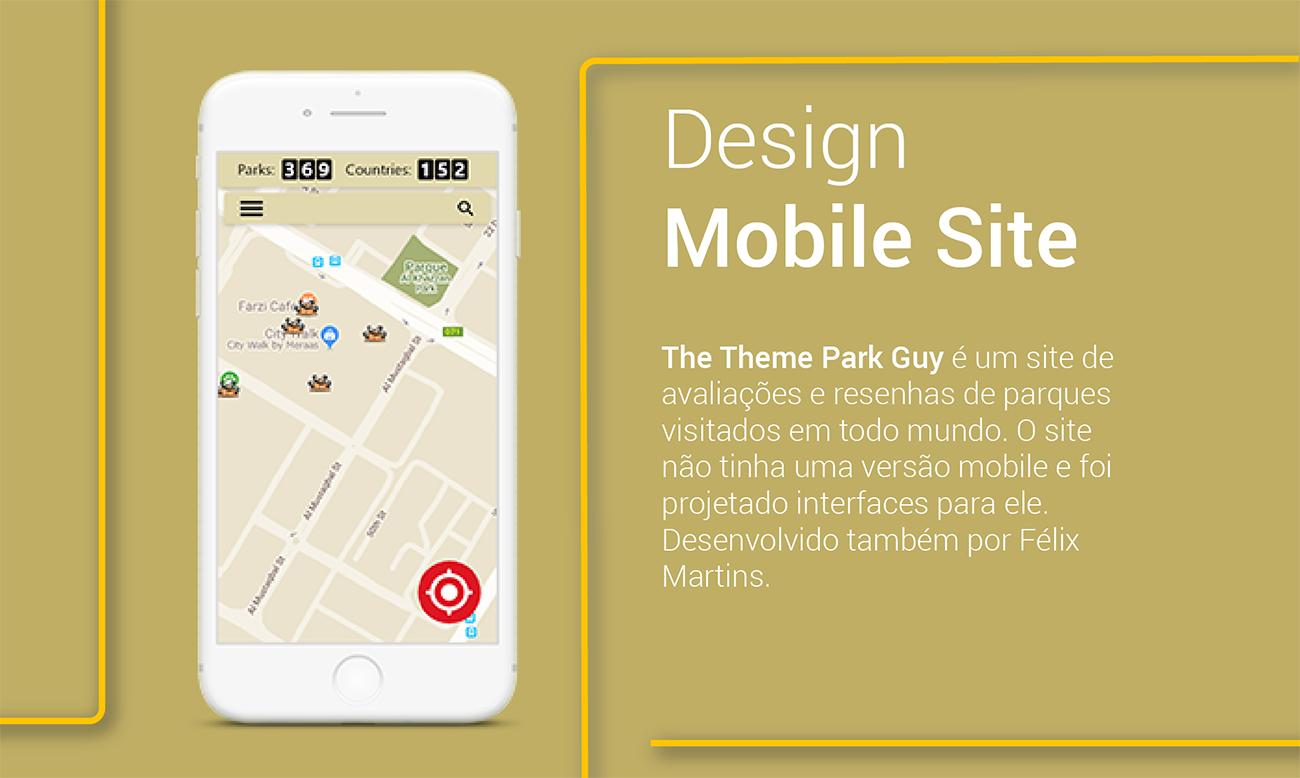 Parks: 369 Countries: 152
Parque
Al Khazzan
Park
Farzi Cafe
City Walk
City Walk by Meraas
Al Mustaqbal St
Al Mustaqbal St
50th St
Al Mustaqbal St
Design
Mobile Site
The Theme Park Guy é um site de
avaliações e resenhas de parques
visitados em todo mundo. O site
não tinha uma versão mobile e foi
projetado interfaces para ele.
Desenvolvido também por Félix
Martins.